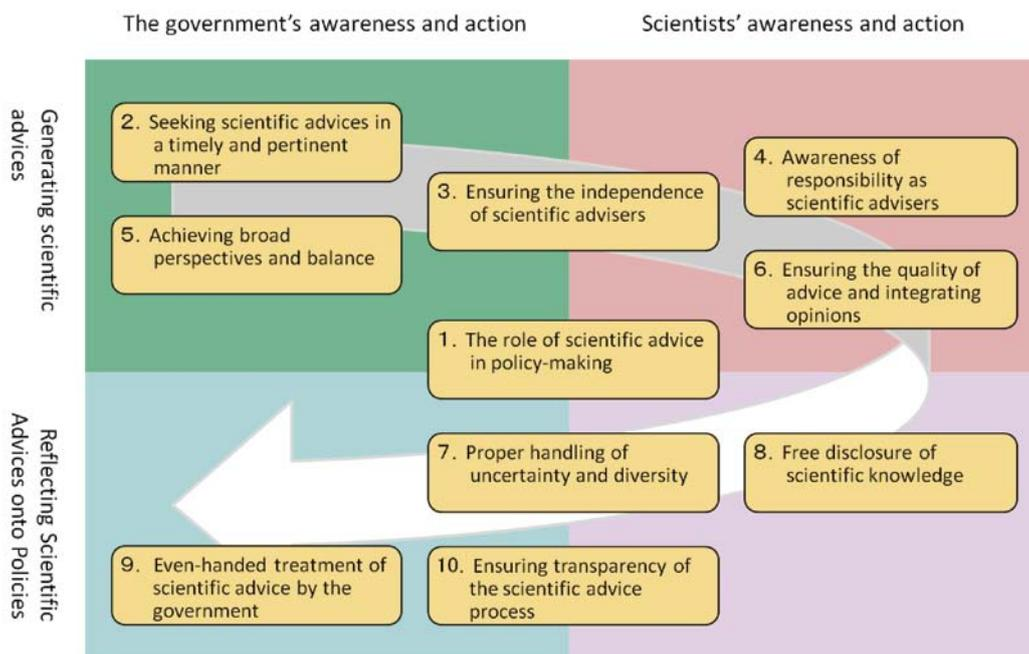 The government's awareness and action
Scientists' awareness and action
Generating scientific
advices
2. Seeking scientific advices in
a timely and pertinent
manner
3. Ensuring the independence
of scientific advisers
4. Awareness of
responsibility as
scientific advisers
5. Achieving broad
perspectives and balance
6. Ensuring the quality of
advice and integrating
opinions
1. The role of scientific advice
in policy-making
Reflecting Scientific
Advices onto Policies
7. Proper handling of
uncertainty and diversity
8. Free disclosure of
scientific knowledge
9. Even-handed treatment of
scientific advice by the
government
10. Ensuring transparency of
the scientific advice
process